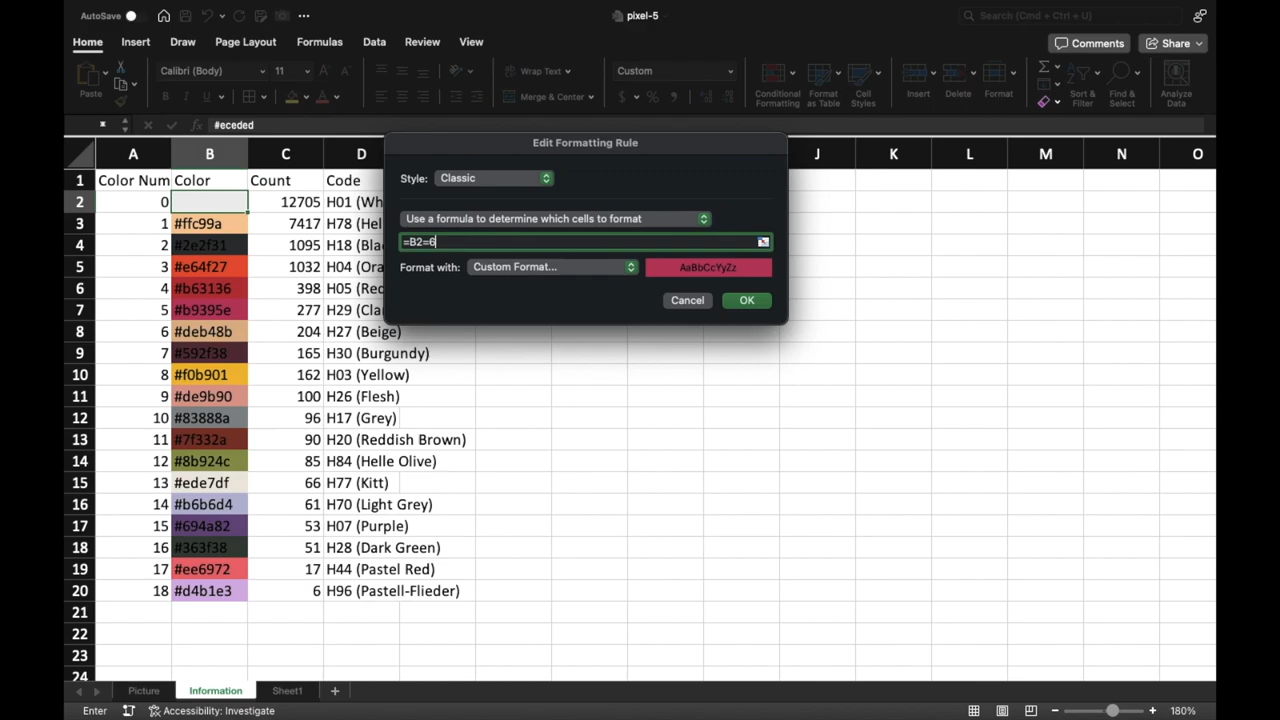 AutoSave
pixel-5
Search (Cmd + Ctrl + U)
Home Insert Draw Page Layout Formulas Data Review View
Comments Share
Paste
Calibri (Body) 11
Wrap Text
Merge & Center
Custom
Conditional Formatting
Format as Table
Cell Styles
Insert
Delete
Format
Sort & Filter
Find & Select
Analyze Data
#eceded
Edit Formatting Rule
Style: Classic
Use a formula to determine which cells to format
=B2=6
Format with: Custom Format... AaBbCcYyZz
Cancel OK
A B C D J K L M N O
1 Color Num Color Count Code
2 0 12705 H01 (Wh
3 1 #ffc99a 7417 H78 (Hel
4 2 #2e2f31 1095 H18 (Blac
5 3 #e64f27 1032 H04 (Ora
6 4 #b63136 398 H05 (Red
7 5 #b9395e 277 H29 (Cla
8 6 #deb48b 204 H27 (Beige)
9 7 #592f38 165 H30 (Burgundy)
10 8 #f0b901 162 H03 (Yellow)
11 9 #de9b90 100 H26 (Flesh)
12 10 #83888a 96 H17 (Grey)
13 11 #7f332a 90 H20 (Reddish Brown)
14 12 #8b924c 85 H84 (Helle Olive)
15 13 #ede7df 66 H77 (Kitt)
16 14 #b6b6d4 61 H70 (Light Grey)
17 15 #694a82 53 H07 (Purple)
18 16 #363f38 51 H28 (Dark Green)
19 17 #ee6972 17 H44 (Pastel Red)
20 18 #d4b1e3 6 H96 (Pastell-Flieder)
21
22
23
24
Picture Information Sheet1
Enter Accessibility: Investigate 180%